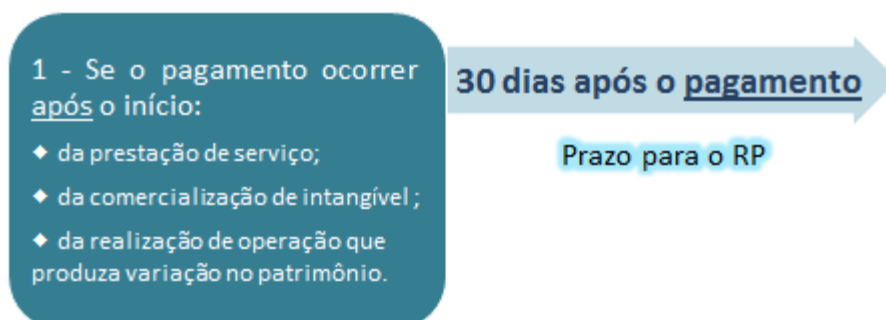 1 - Se o pagamento ocorrer
após o início:
◆ da prestação de serviço;
◆ da comercialização de intangível ;
◆ da realização de operação que
produza variação no patrimônio.
30 dias após o pagamento
Prazo para o RP